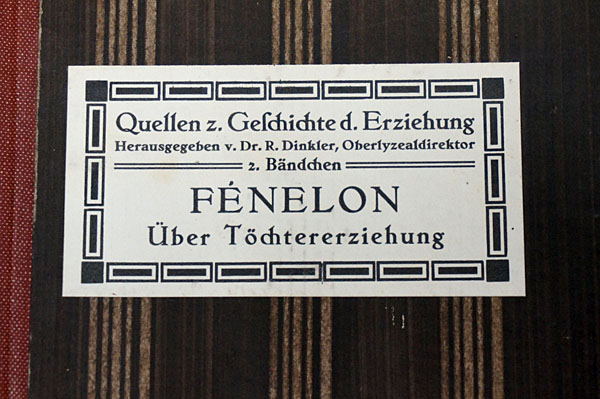 Quellen z. Geſchichte d. Erziehung
Herausgegeben v. Dr. R. Dinkler, Oberlyzealdirektor
2. Bändchen
FÉNELON
Über Töchtererziehung